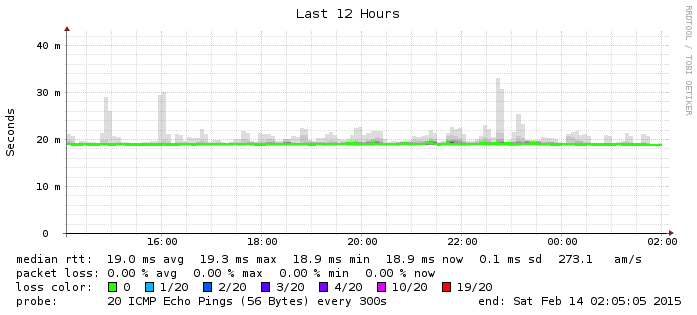 Last 12 Hours
RRDTOOL / TOBI OETIKER
Seconds
40 m
30 m
20 m
10 m
0
16:00 18:00 20:00 22:00 00:00 02:00
median rtt: 19.0 ms avg 19.3 ms max 18.9 ms min 18.9 ms now 0.1 ms sd 273.1 am/s
packet loss: 0.00 % avg 0.00 % max 0.00 % min 0.00 % now
loss color: 0 1/20 2/20 3/20 4/20 10/20 19/20
probe: 20 ICMP Echo Pings (56 Bytes) every 300s end: Sat Feb 14 02:05:05 2015